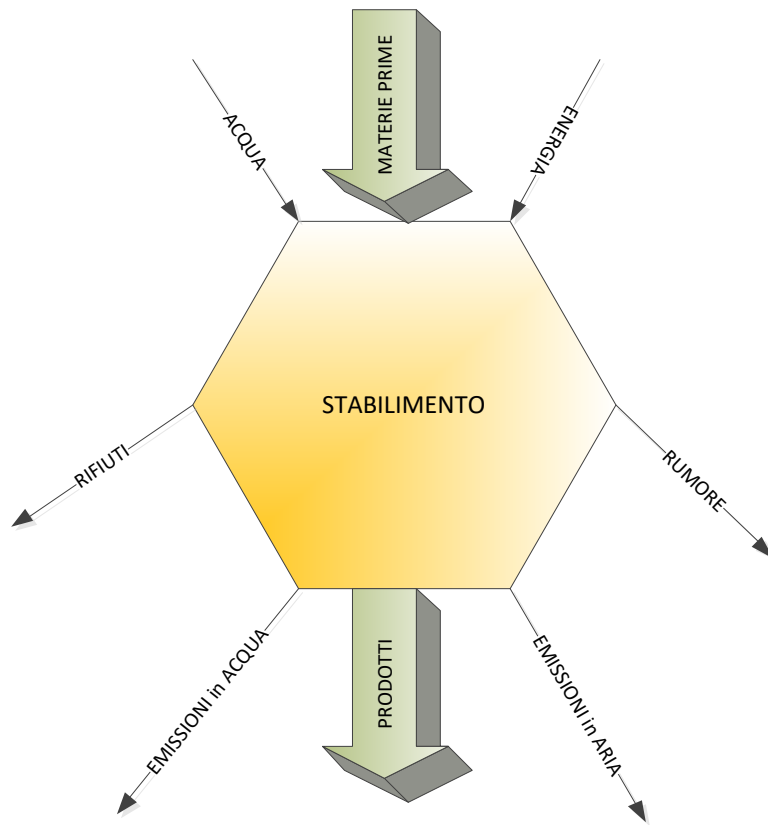 ACQUA
MATERIE PRIME
ENERGIA
STABILIMENTO
RIFIUTI
RUMORE
EMISSIONI in ACQUA
PRODOTTI
EMISSIONI in ARIA